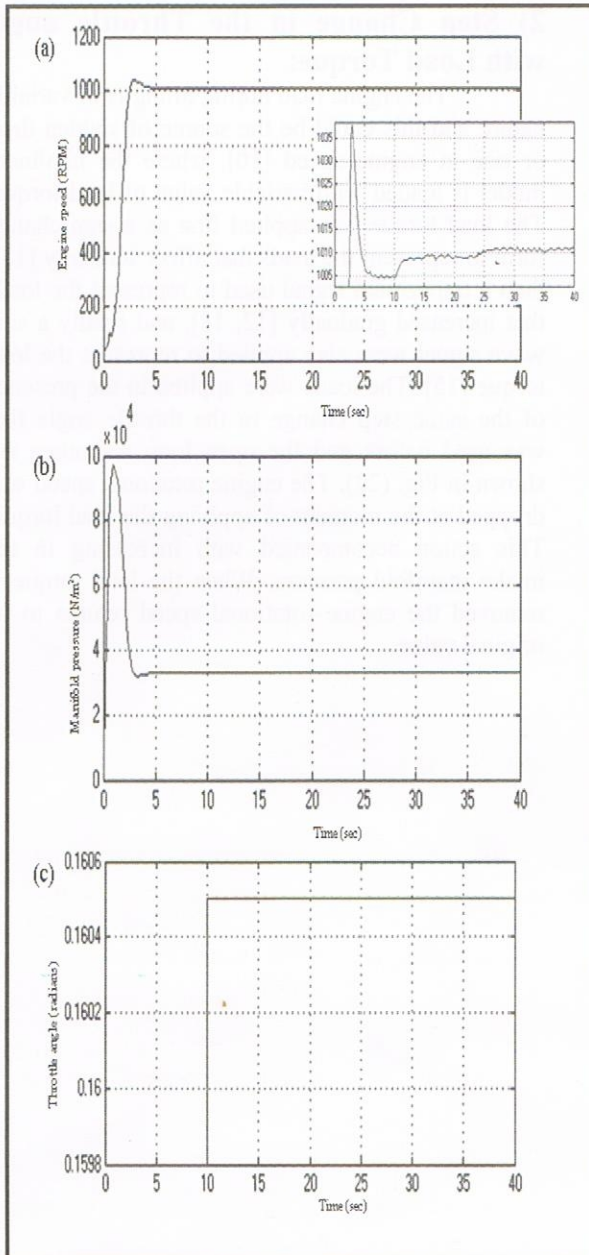 (a)
1200
1000
800
600
400
200
0
Engine speed (RPM)
1035
1030
1025
1020
1015
1010
1005
0 5 10 15 20 25 30 35 40
0 5 10 15 20 25 30 35 40
Time (sec)
(b)
x 10^4
10
8
6
4
2
0
Manifold pressure (N/m²)
0 5 10 15 20 25 30 35 40
Time (sec)
(c)
0.1606
0.1604
0.1602
0.16
0.1598
Throttle angle (radians)
0 5 10 15 20 25 30 35 40
Time (sec)